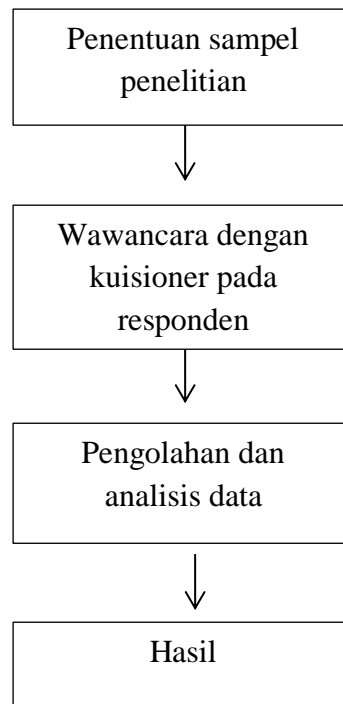 Penentuan sampel
penelitian
Wawancara dengan
kuisioner pada
responden
Pengolahan dan
analisis data
Hasil